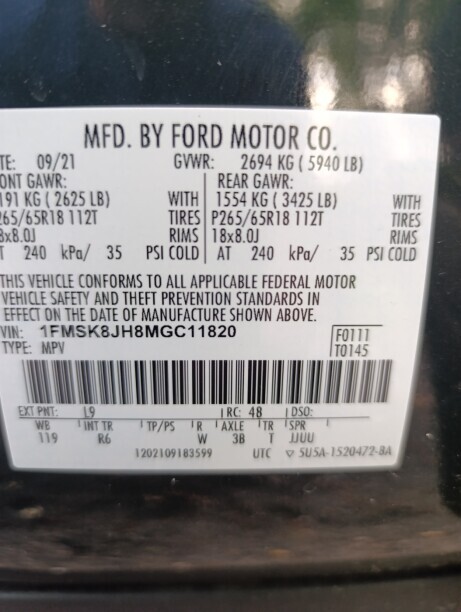 MFD. BY FORD MOTOR CO.
TE: 09/21 GVWR: 2694 KG ( 5940 LB)
ONT GAWR: REAR GAWR:
191 KG ( 2625 LB) WITH 1554 KG ( 3425 LB) WITH
265/65R18 112T TIRES P265/65R18 112T TIRES
8x8.0J RIMS 18x8.0J RIMS
T 240 kPa/ 35 PSI COLD AT 240 kPa/ 35 PSI COLD
THIS VEHICLE CONFORMS TO ALL APPLICABLE FEDERAL MOTOR
VEHICLE SAFETY AND THEFT PREVENTION STANDARDS IN
EFFECT ON THE DATE OF MANUFACTURE SHOWN ABOVE.
VIN: 1FMSK8JH8MGC11820 F0111
TYPE: MPV T0145
EXT PNT: L9 RC: 48 DSO:
WB INT TR TP/PS R AXLE TR SPR
119 R6 W 3B T JJUU
1202109183599 UTC ▽ 5U5A-1520472-BA